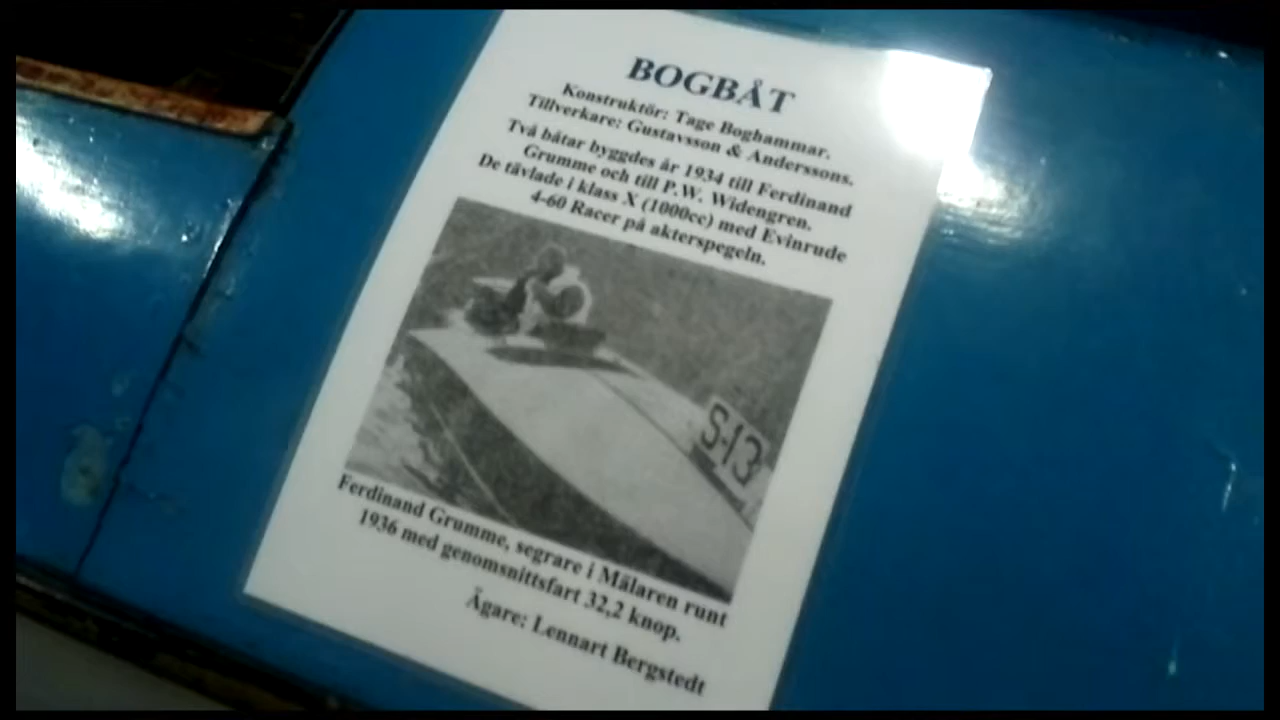 BOGBÅT
Konstruktör: Tage Boghammar.
Tillverkare: Gustavsson & Anderssons.
Två båtar byggdes år 1934 till Ferdinand
Grumme och till P.W. Widengren.
De tävlade i klass X (1000cc) med Evinrude
4-60 Racer på akterspegeln.
S-13
Ferdinand Grumme, segrare i Mälaren runt
1936 med genomsnittsfart 32,2 knop.
Ägare: Lennart Bergstedt